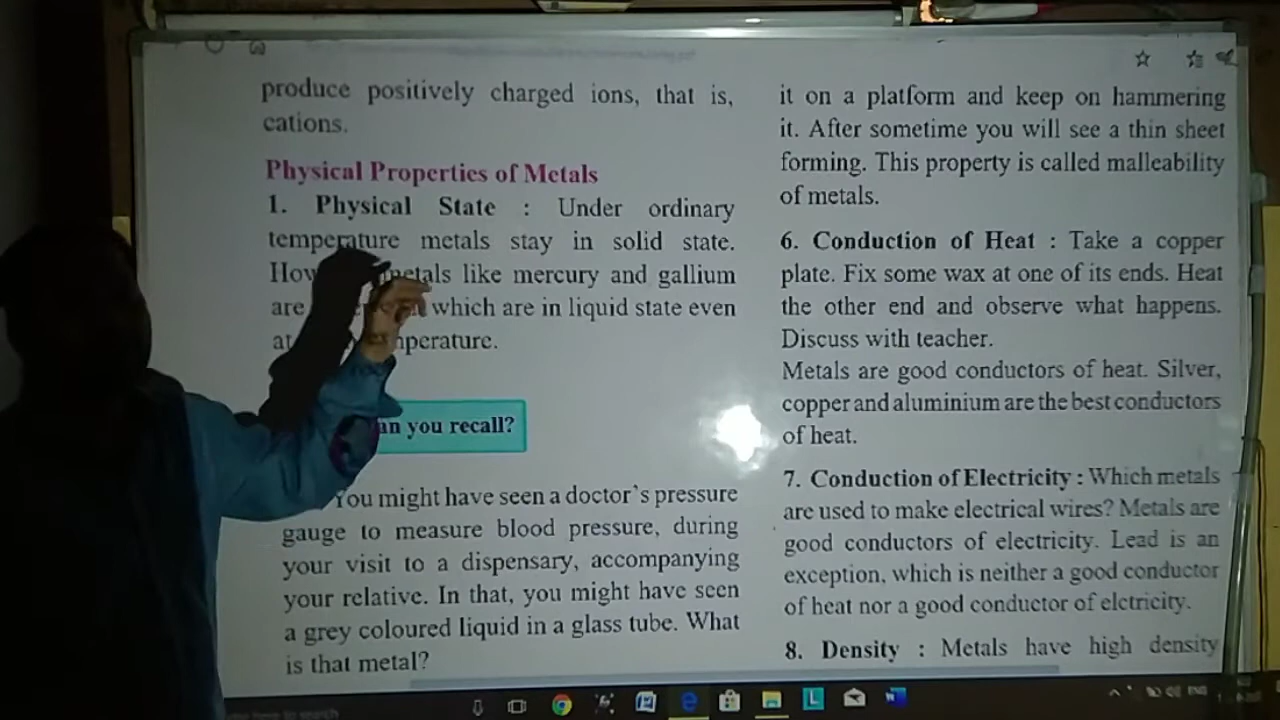 produce positively charged ions, that is,
cations.
Physical Properties of Metals
1. Physical State : Under ordinary
temperature metals stay in solid state.
metals like mercury and gallium
are which are in liquid state even
at
an you recall?
You might have seen a doctor's pressure
gauge to measure blood pressure, during
your visit to a dispensary, accompanying
your relative. In that, you might have seen
a grey coloured liquid in a glass tube. What
is that metal?
it on a platform and keep on hammering
it. After sometime you will see a thin sheet
forming. This property is called malleability
of metals.
6. Conduction of Heat : Take a copper
plate. Fix some wax at one of its ends. Heat
the other end and observe what happens.
Discuss with teacher.
Metals are good conductors of heat. Silver,
copper and aluminium are the best conductors
of heat.
7. Conduction of Electricity : Which metals
are used to make electrical wires? Metals are
good conductors of electricity. Lead is an
exception, which is neither a good conductor
of heat nor a good conductor of elctricity.
8. Density : Metals have high density